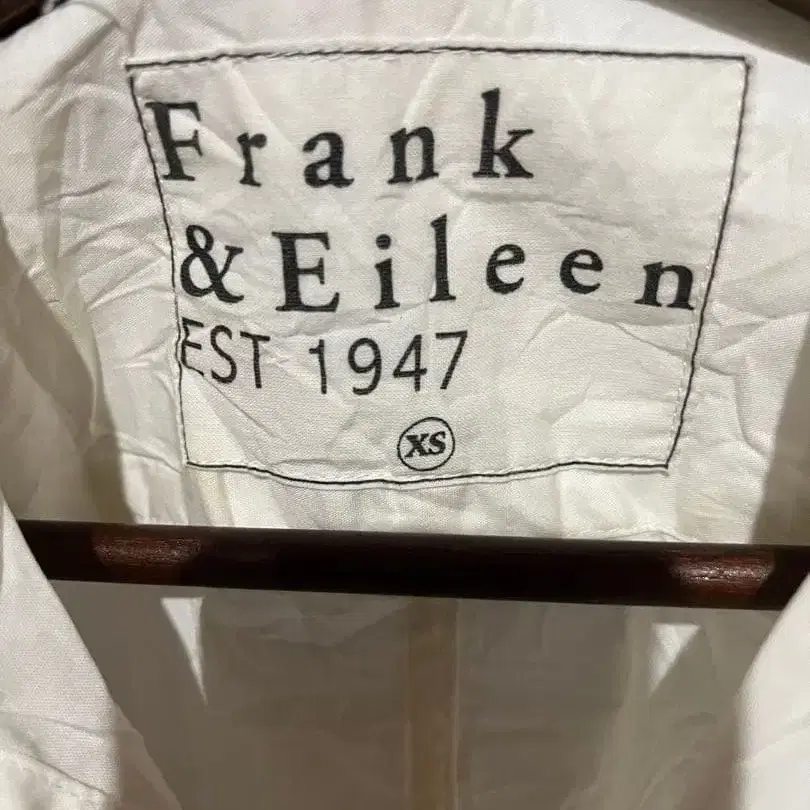 Frank
& Eileen
EST 1947
XS